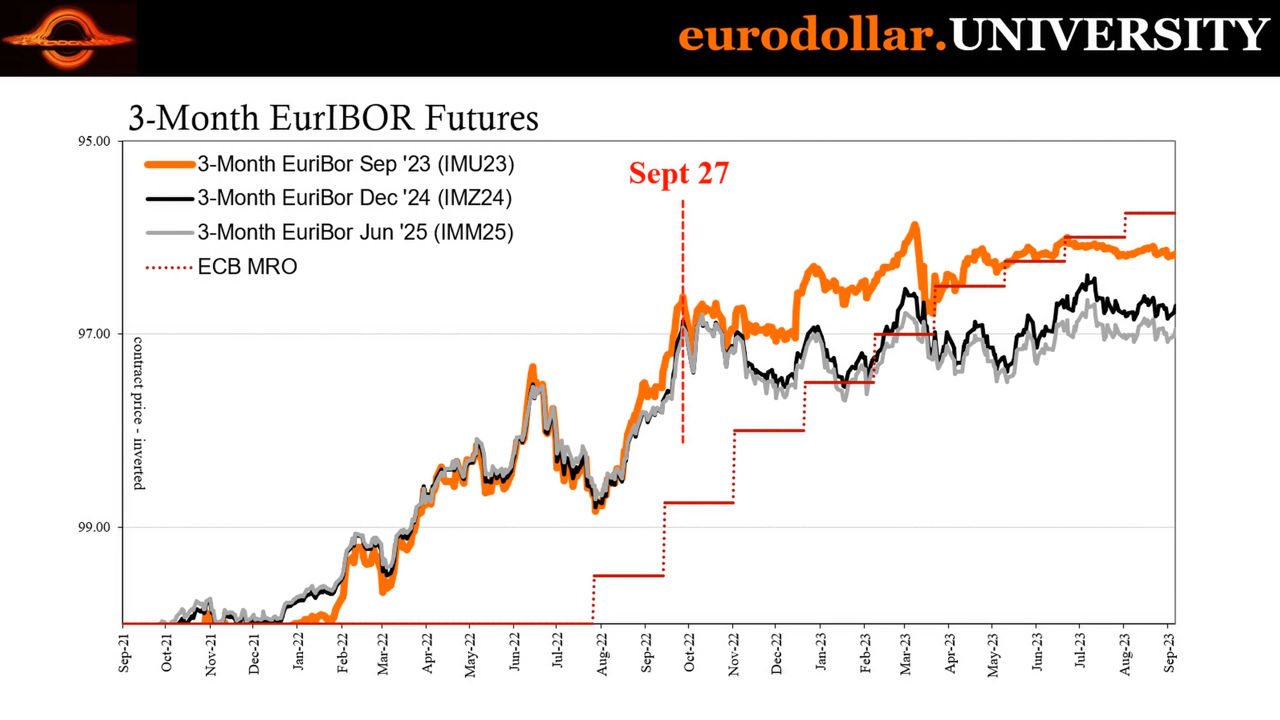 eurodollar.UNIVERSITY
3-Month EurIBOR Futures
95.00
97.00
99.00
contract price - inverted
3-Month EuriBor Sep '23 (IMU23)
3-Month EuriBor Dec '24 (IMZ24)
3-Month EuriBor Jun '25 (IMM25)
ECB MRO
Sept 27
Sep-21
Oct-21
Nov-21
Dec-21
Jan-22
Feb-22
Mar-22
Apr-22
May-22
Jun-22
Jul-22
Aug-22
Sep-22
Oct-22
Nov-22
Dec-22
Jan-23
Feb-23
Mar-23
Apr-23
May-23
Jun-23
Jul-23
Aug-23
Sep-23